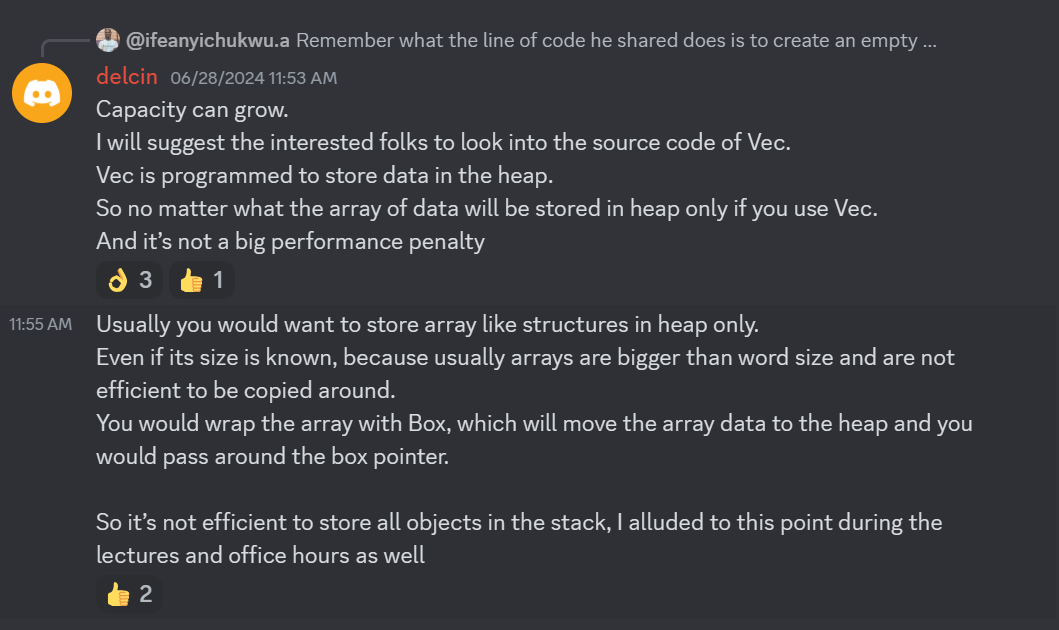 @ifeanyichukwu.a Remember what the line of code he shared does is to create an empty ...
delcin 06/28/2024 11:53 AM
Capacity can grow.
I will suggest the interested folks to look into the source code of Vec.
Vec is programmed to store data in the heap.
So no matter what the array of data will be stored in heap only if you use Vec.
And it’s not a big performance penalty
👌 3 👍 1
11:55 AM Usually you would want to store array like structures in heap only.
Even if its size is known, because usually arrays are bigger than word size and are not
efficient to be copied around.
You would wrap the array with Box, which will move the array data to the heap and you
would pass around the box pointer.
So it’s not efficient to store all objects in the stack, I alluded to this point during the
lectures and office hours as well
👍 2